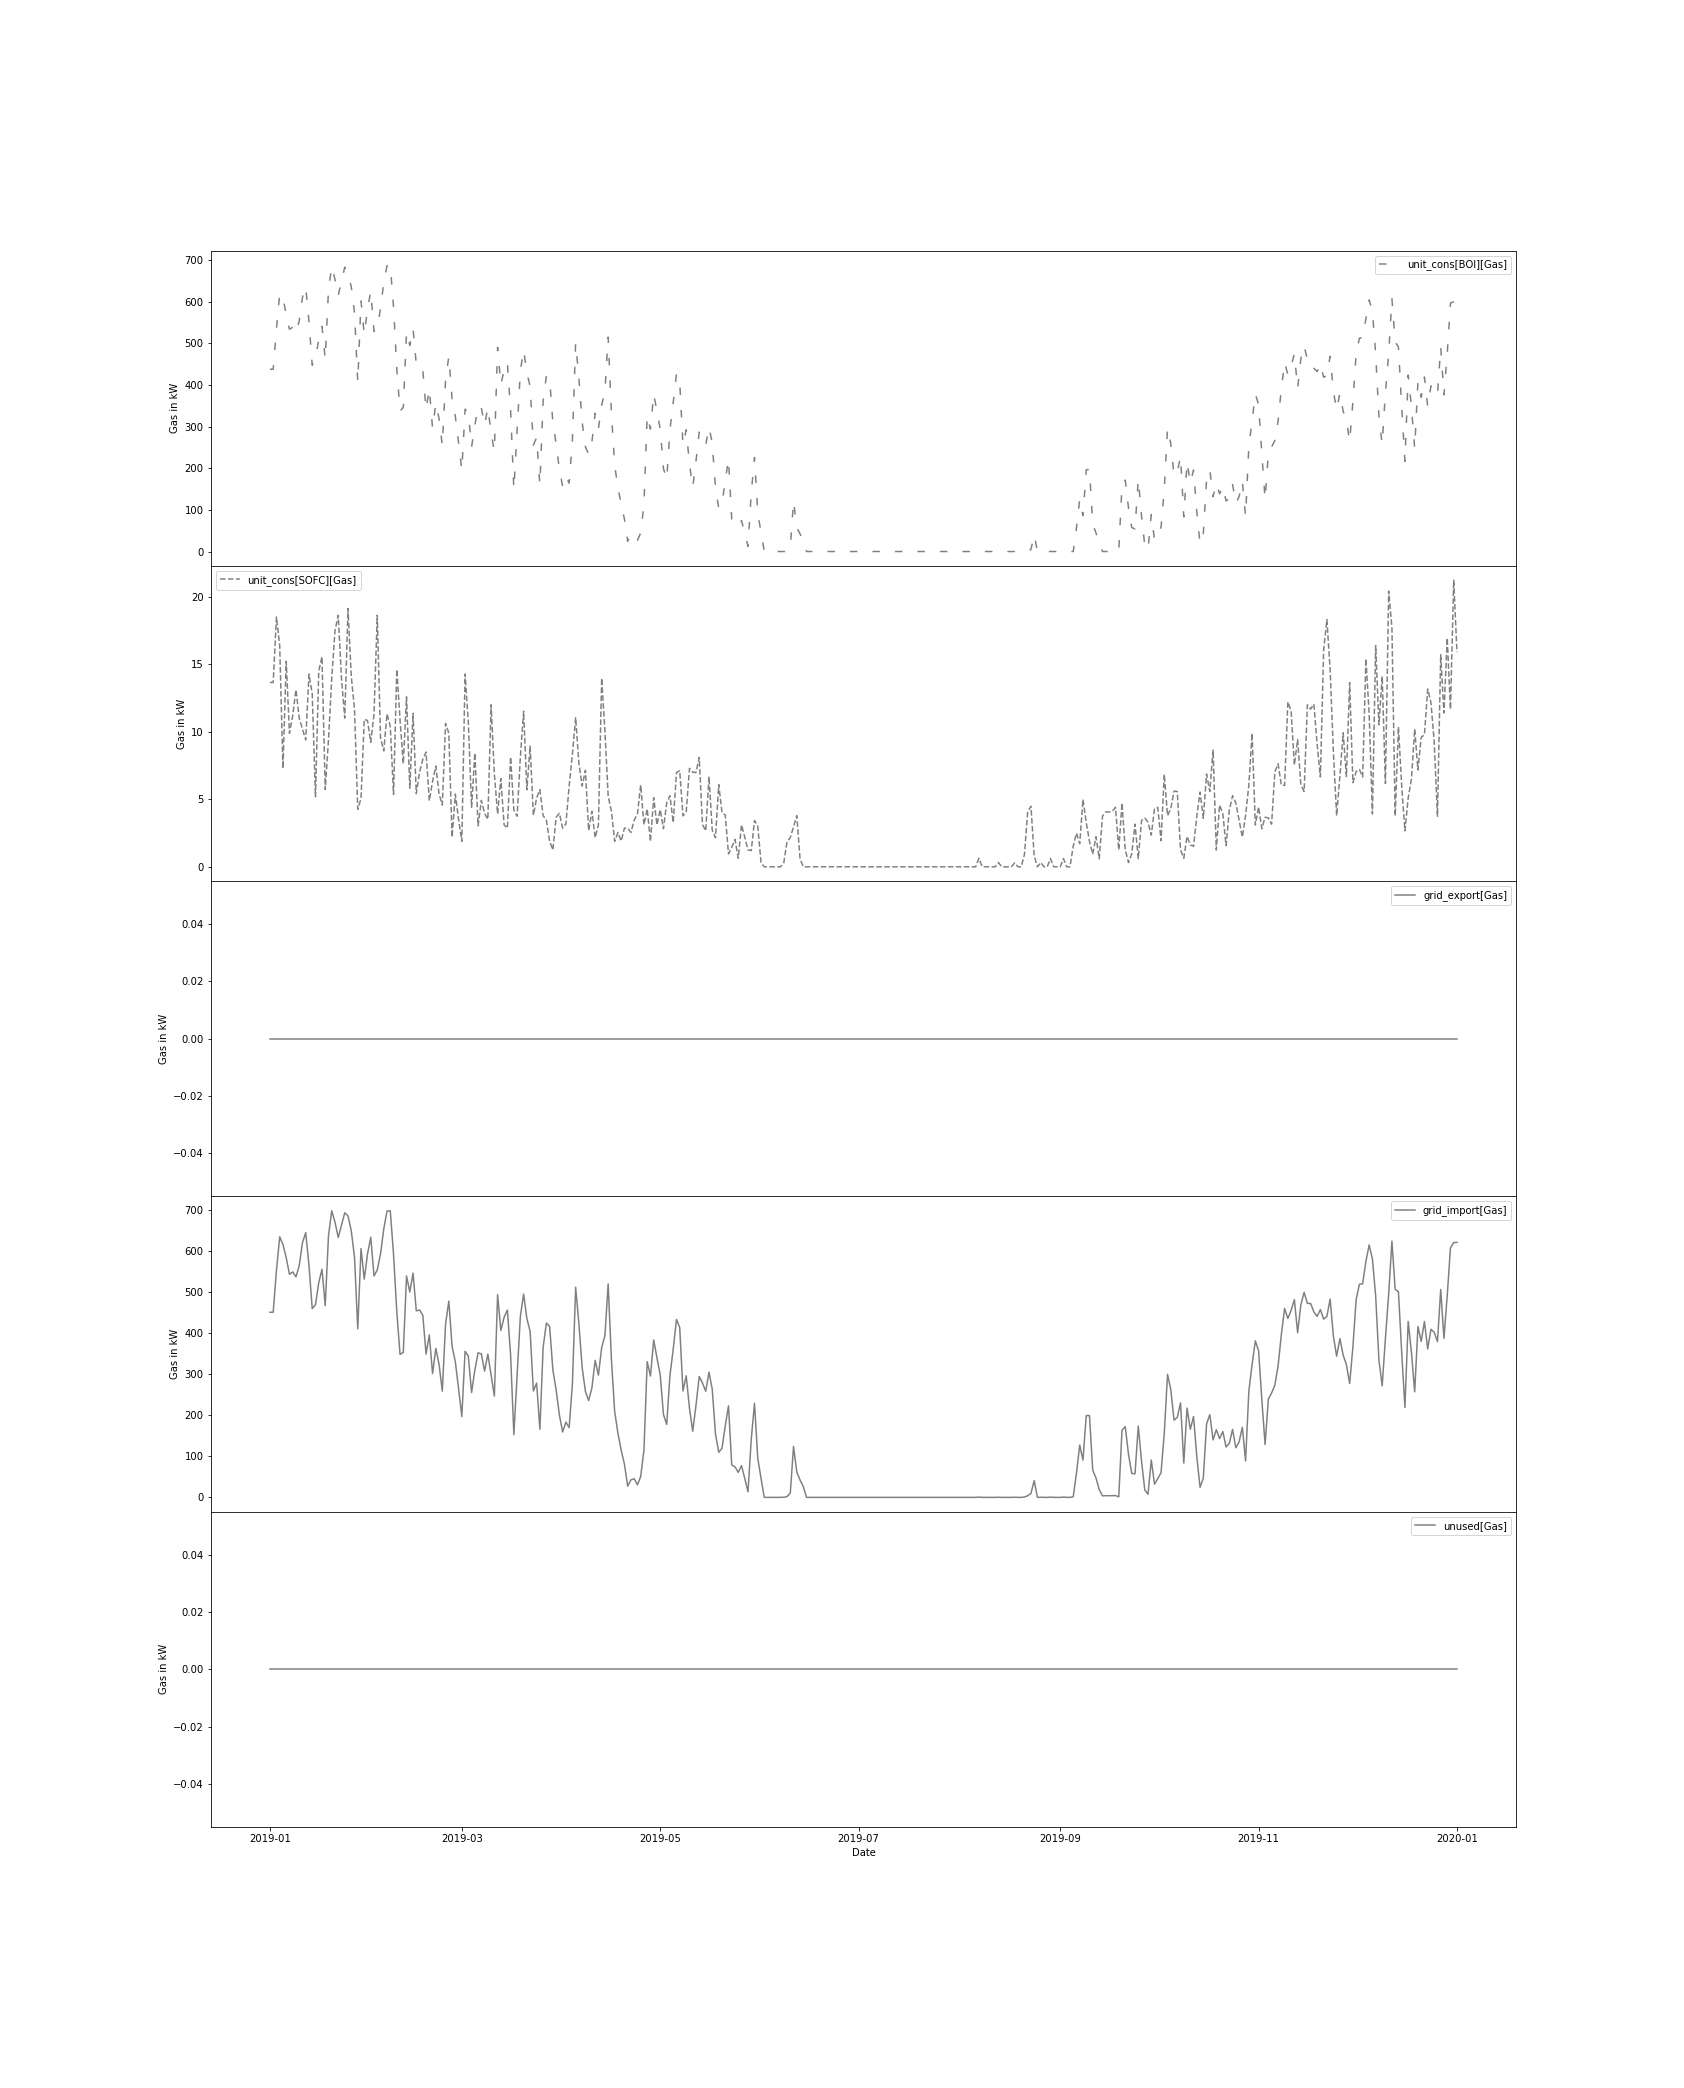 700
unit_cons[BOI][Gas]
600
500
400
Gas in kW
300
200
100
0
unit_cons[SOFC][Gas]
20
15
Gas in kW
10
5
0
grid_export[Gas]
0.04
0.02
Gas in kW
0.00
−0.02
−0.04
700
grid_import[Gas]
600
500
400
Gas in kW
300
200
100
0
unused[Gas]
0.04
0.02
Gas in kW
0.00
−0.02
−0.04
2019-01 2019-03 2019-05 2019-07 2019-09 2019-11 2020-01
Date